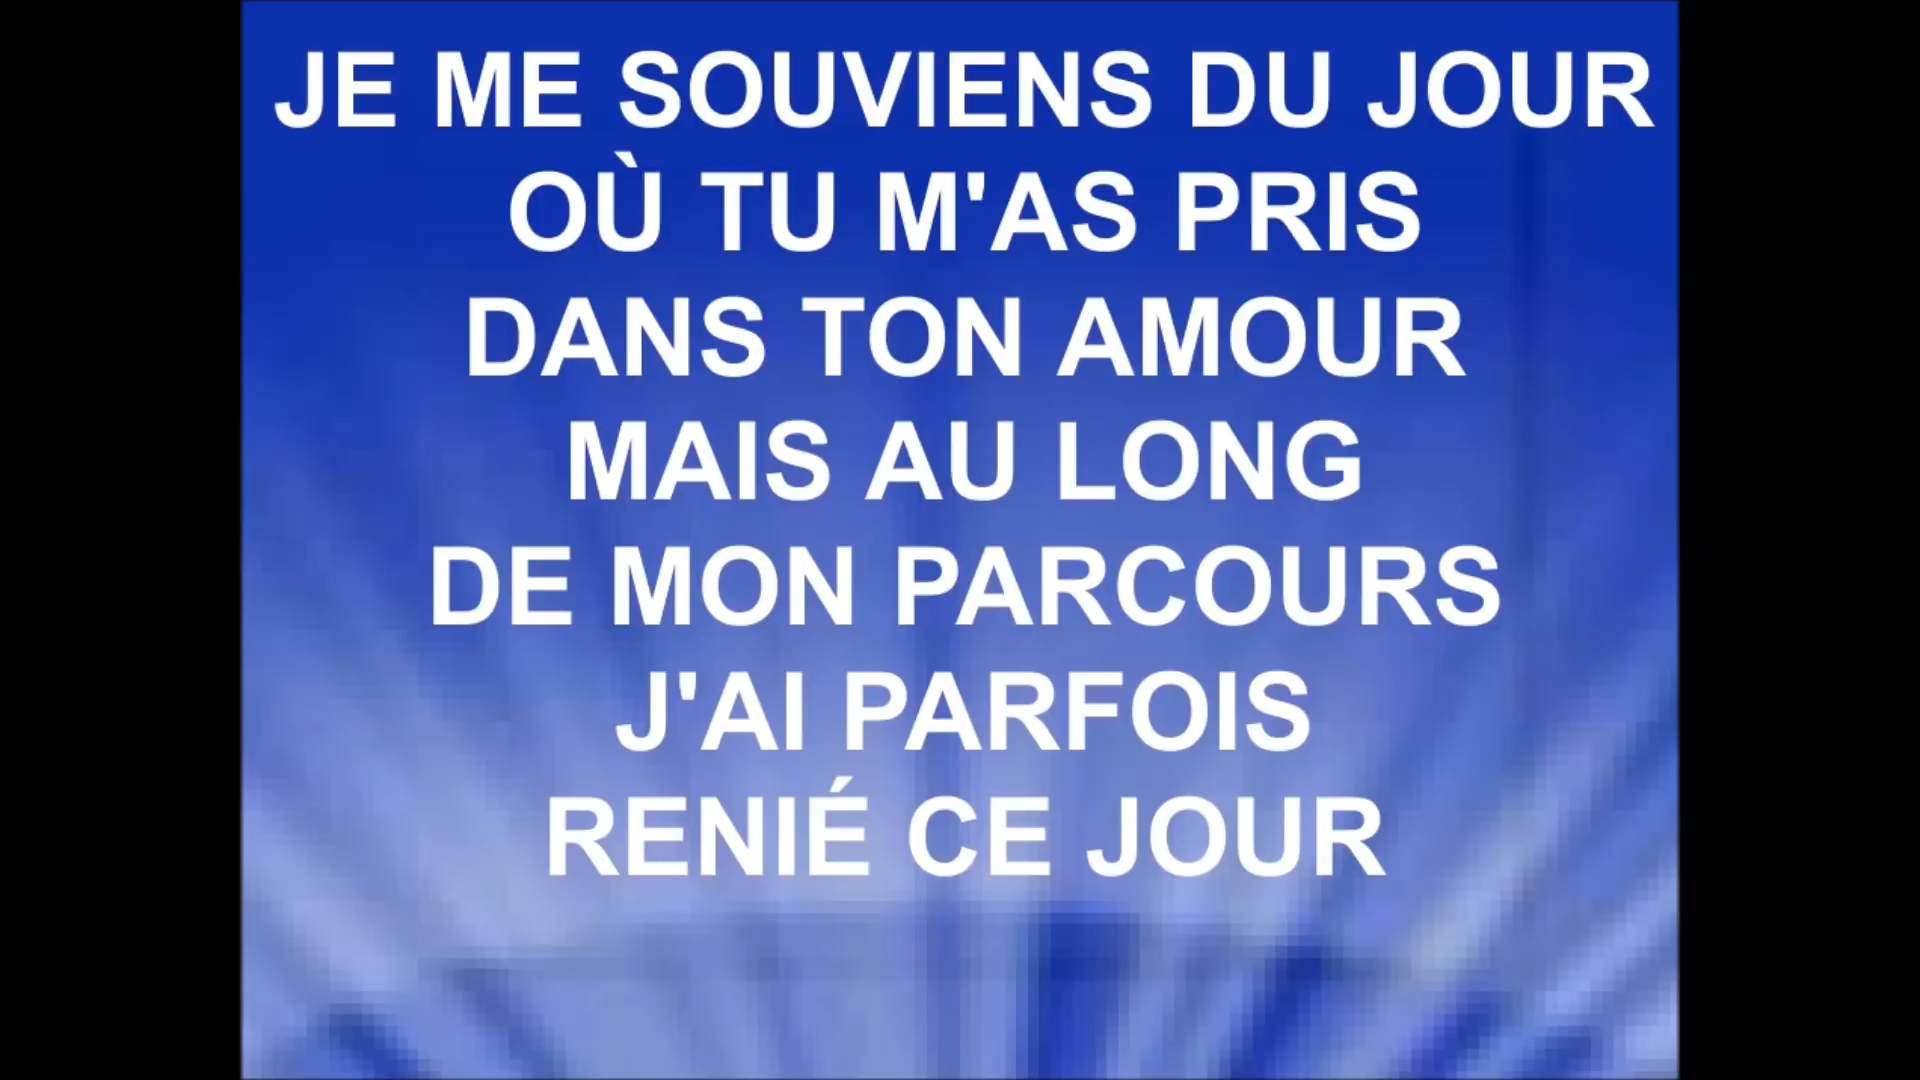 JE ME SOUVIENS DU JOUR
OÙ TU M'AS PRIS
DANS TON AMOUR
MAIS AU LONG
DE MON PARCOURS
J'AI PARFOIS
RENIÉ CE JOUR